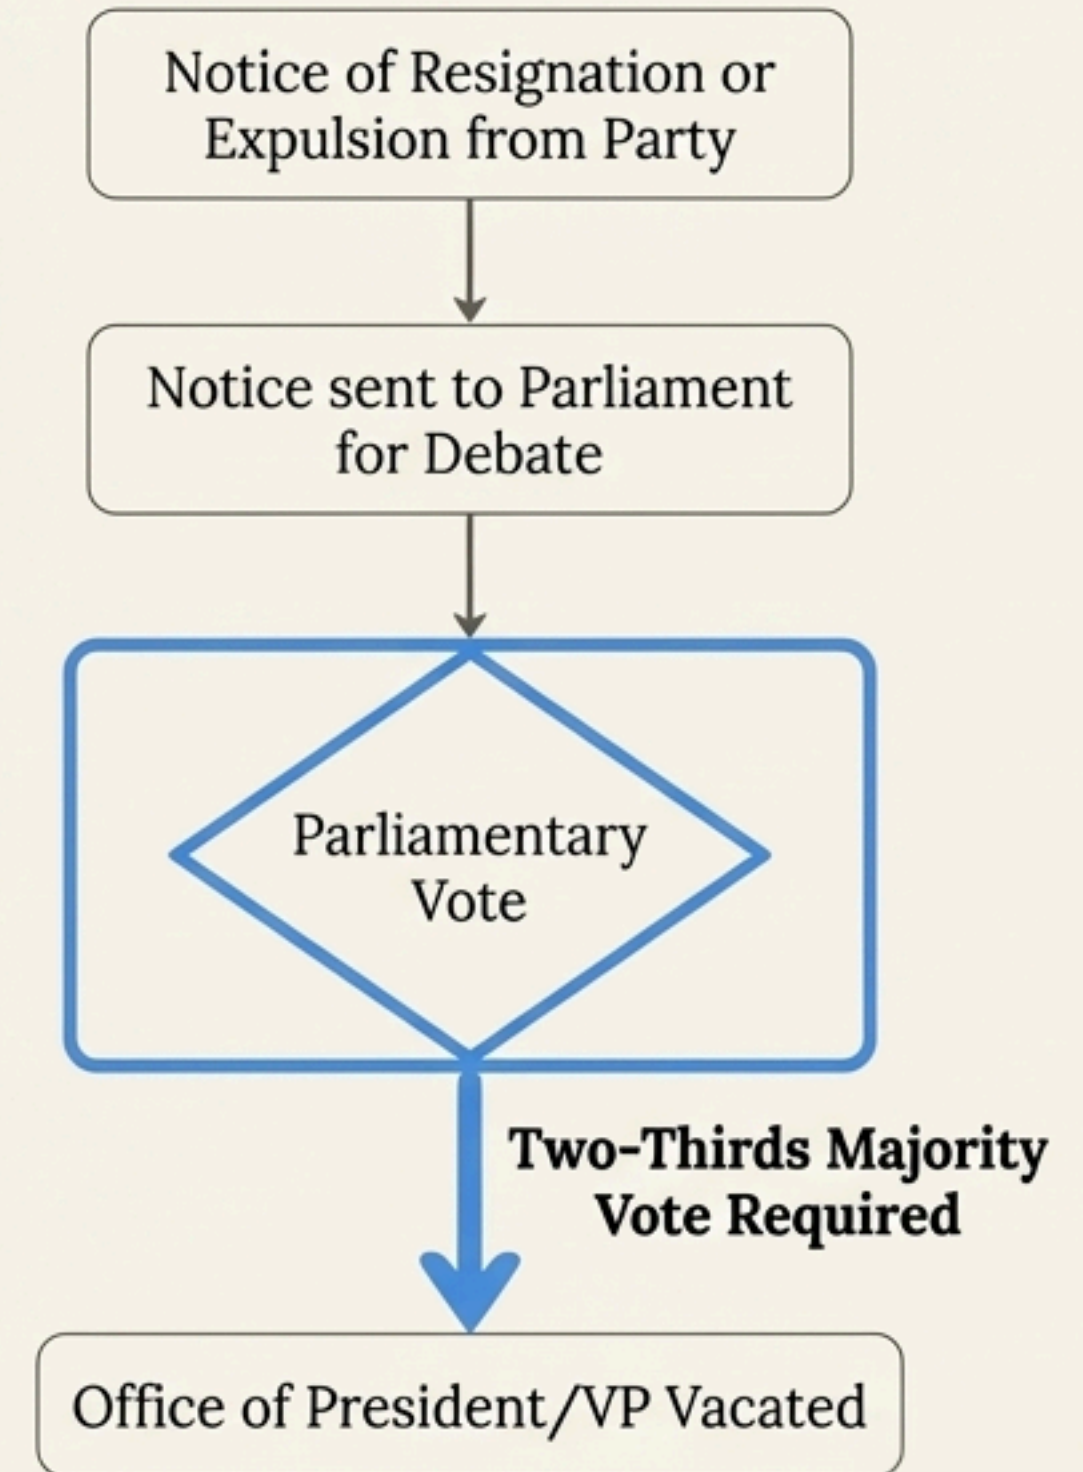 Notice of Resignation or
Expulsion from Party
Notice sent to Parliament
for Debate
Parliamentary
Vote
Two-Thirds Majority
Vote Required
Office of President/VP Vacated